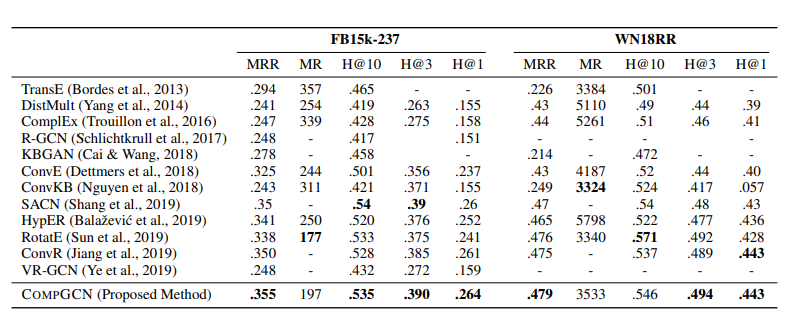 FB15k-237 WN18RR
MRR MR H@10 H@3 H@1 MRR MR H@10 H@3 H@1
TransE (Bordes et al., 2013) .294 357 .465 - - .226 3384 .501 - -
DistMult (Yang et al., 2014) .241 254 .419 .263 .155 .43 5110 .49 .44 .39
ComplEx (Trouillon et al., 2016) .247 339 .428 .275 .158 .44 5261 .51 .46 .41
R-GCN (Schlichtkrull et al., 2017) .248 - .417 .151 - - - - -
KBGAN (Cai & Wang, 2018) .278 - .458 - - .214 - .472 - -
ConvE (Dettmers et al., 2018) .325 244 .501 .356 .237 .43 4187 .52 .44 .40
ConvKB (Nguyen et al., 2018) .243 311 .421 .371 .155 .249 3324 .524 .417 .057
SACN (Shang et al., 2019) .35 - .54 .39 .26 .47 - .54 .48 .43
HypER (Balažević et al., 2019) .341 250 .520 .376 .252 .465 5798 .522 .477 .436
RotatE (Sun et al., 2019) .338 177 .533 .375 .241 .476 3340 .571 .492 .428
ConvR (Jiang et al., 2019) .350 - .528 .385 .261 .475 - .537 .489 .443
VR-GCN (Ye et al., 2019) .248 - .432 .272 .159 - - - - -
COMPGCN (Proposed Method) .355 197 .535 .390 .264 .479 3533 .546 .494 .443